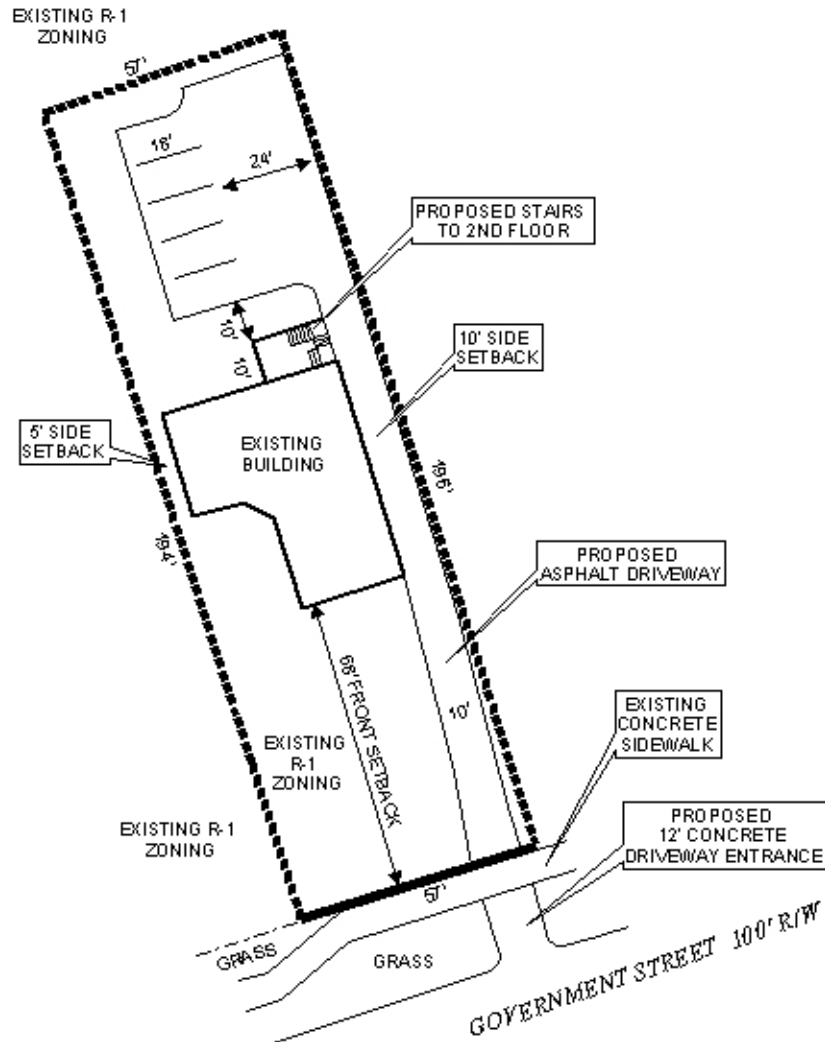 EXISTING R-1
ZONING
57'
18'
24'
PROPOSED STAIRS
TO 2ND FLOOR
10'
10'
10' SIDE
SETBACK
5' SIDE
SETBACK
EXISTING
BUILDING
196'
194'
PROPOSED
ASPHALT DRIVEWAY
68' FRONT SETBACK
10'
EXISTING
CONCRETE
SIDEWALK
EXISTING
R-1
ZONING
EXISTING R-1
ZONING
PROPOSED
12' CONCRETE
DRIVEWAY ENTRANCE
57'
GRASS
GRASS
GOVERNMENT STREET 100' R/W